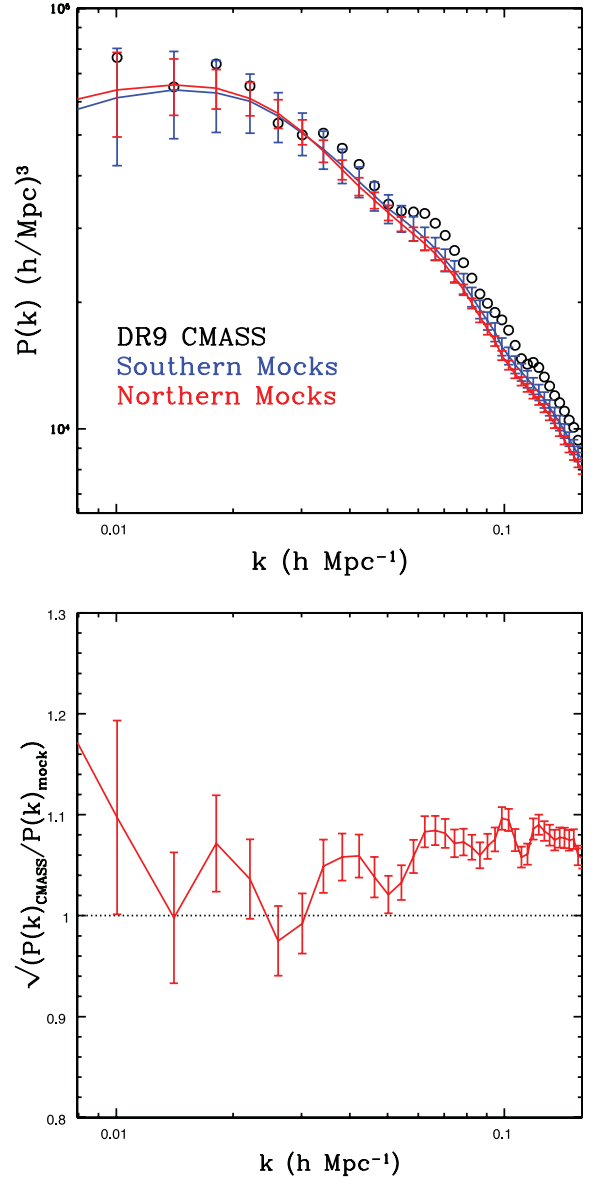 10⁵
P(k) (h/Mpc)³
DR9 CMASS
Southern Mocks
Northern Mocks
10⁴
0.01
0.1
k (h Mpc⁻¹)
1.3
1.2
1.1
1
0.9
0.8
√(P(k)CMASS/P(k)mock)
0.01
0.1
k (h Mpc⁻¹)